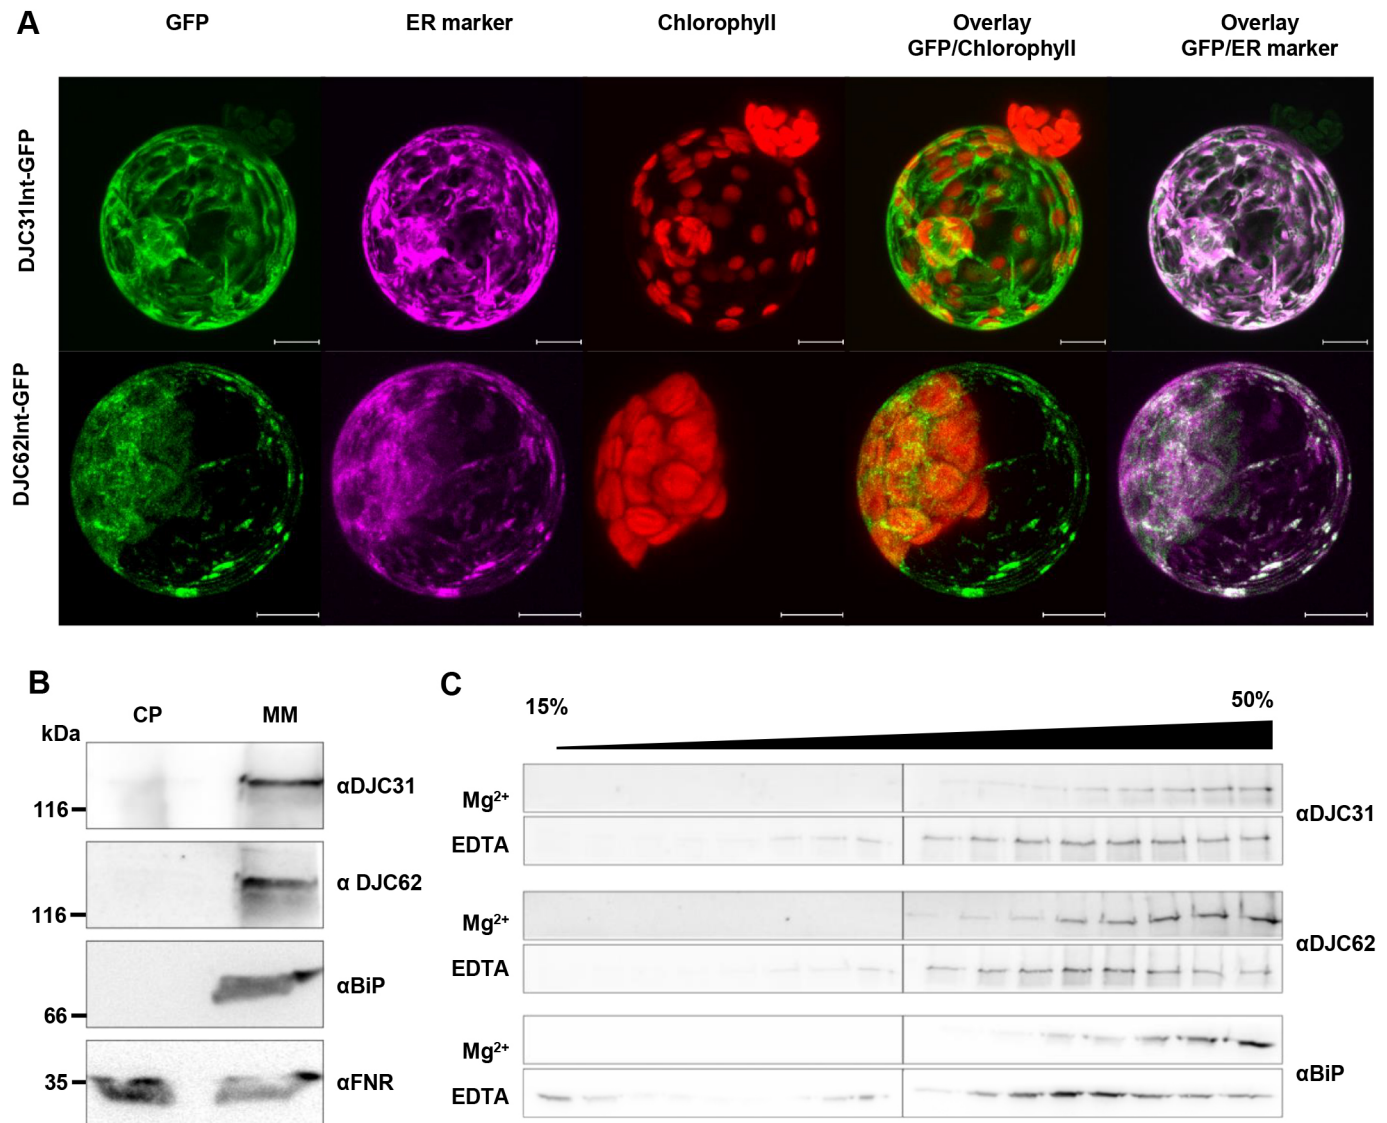 A
GFP
ER marker
Chlorophyll
Overlay
GFP/Chlorophyll
Overlay
GFP/ER marker
DJC31Int-GFP
DJC62Int-GFP
B
CP
MM
kDa
116
αDJC31
116
α DJC62
66
αBiP
35
αFNR
C
15%
50%
Mg²⁺
EDTA
αDJC31
Mg²⁺
EDTA
αDJC62
Mg²⁺
EDTA
αBiP